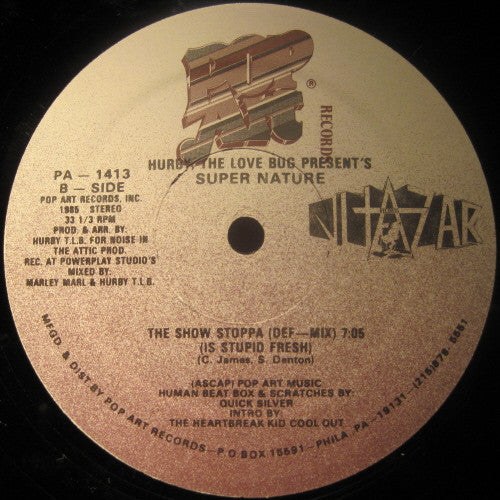 POP
ART
RECORDS
®
HURBY, THE LOVE BUG PRESENT'S
SUPER NATURE
PA — 1413
B — SIDE
POP ART RECORDS, INC.
1985 STEREO
33 1/3 RPM
PROD. & ARR. BY:
HURBY T.L.B. FOR NOISE IN
THE ATTIC PROD.
REC. AT POWERPLAY STUDIO'S
MIXED BY:
MARLEY MARL & HURBY T.L.B.
THE SHOW STOPPA (DEF—MIX) 7:05
(IS STUPID FRESH)
(C. James, S. Denton)
(ASCAP) POP ART MUSIC
HUMAN BEAT BOX & SCRATCHES BY:
QUICK SILVER
INTRO BY:
THE HEARTBREAK KID COOL OUT
MFGD. & DIST BY POP ART RECORDS—P O BOX 15691—PHILA. PA.—19131